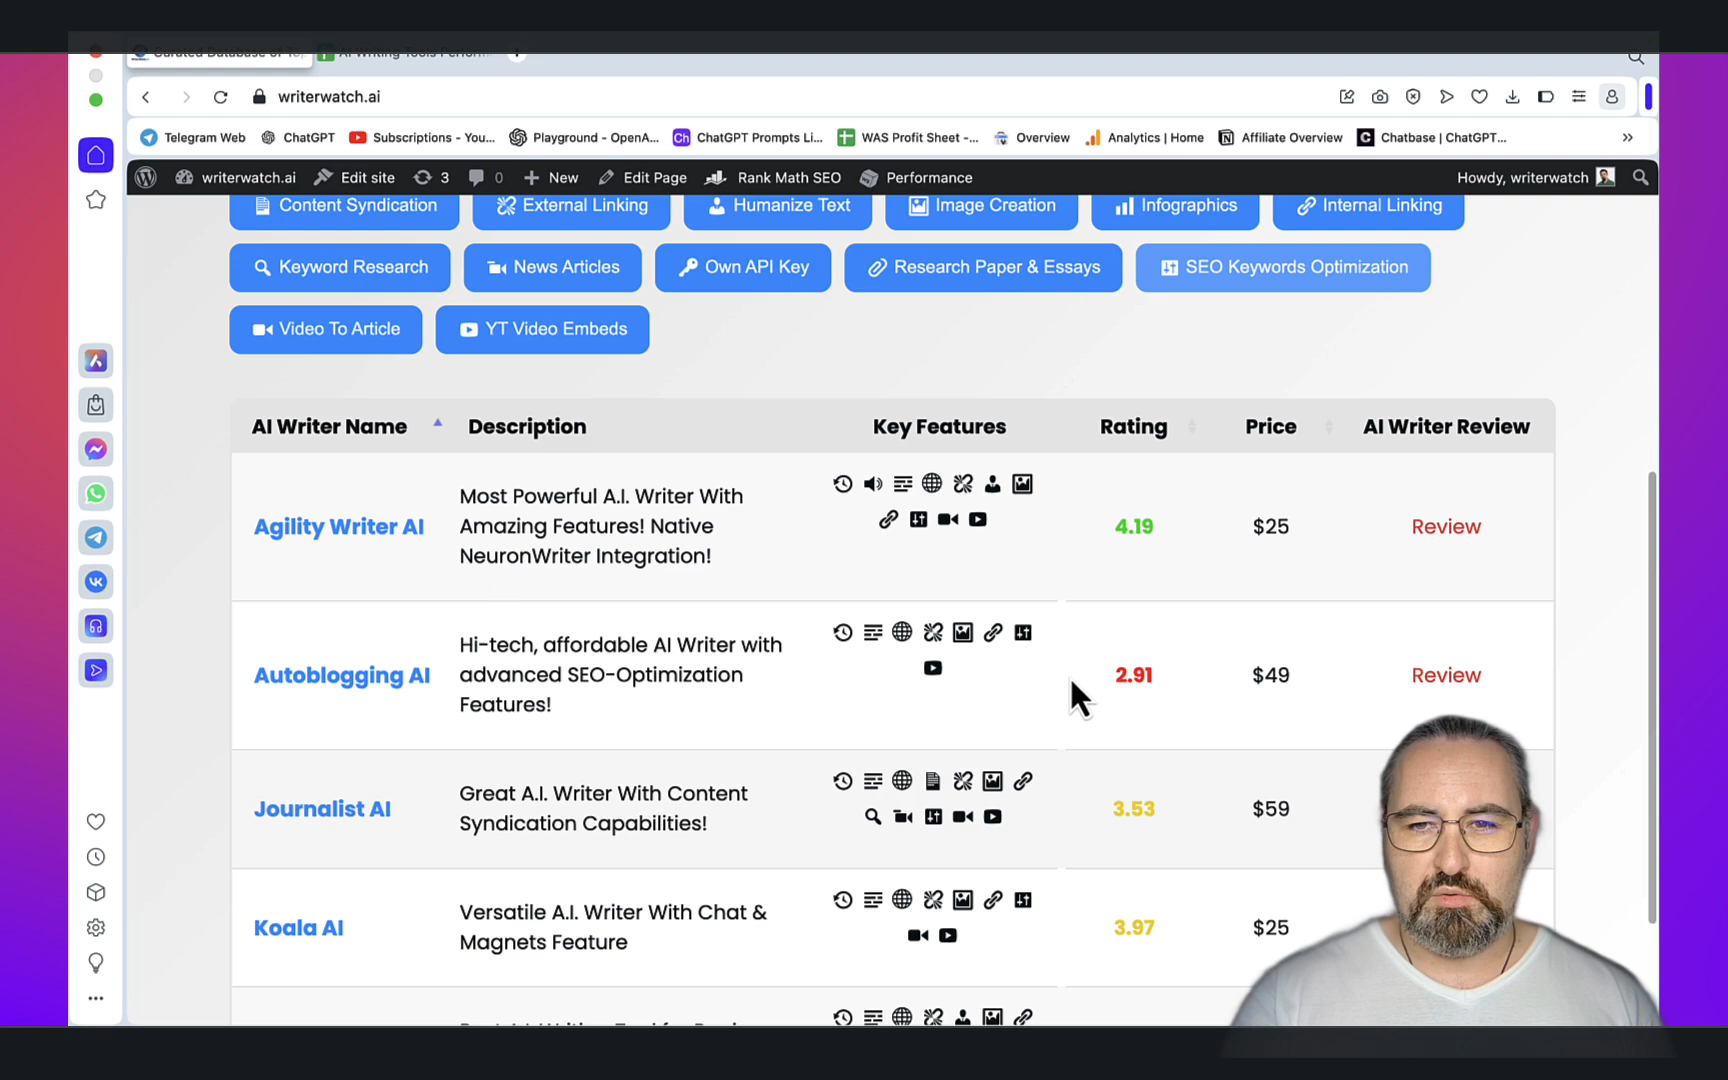 writerwatch.ai
Telegram Web
ChatGPT
Subscriptions - You...
Playground - OpenA...
Ch
ChatGPT Prompts Li...
WAS Profit Sheet -...
Overview
Analytics | Home
Affiliate Overview
Chatbase | ChatGPT...
writerwatch.ai
Edit site
3
0
New
Edit Page
Rank Math SEO
Performance
Howdy, writerwatch
Content Syndication
External Linking
Humanize Text
Image Creation
Infographics
Internal Linking
Keyword Research
News Articles
Own API Key
Research Paper & Essays
SEO Keywords Optimization
Video To Article
YT Video Embeds
AI Writer Name
Description
Key Features
Rating
Price
AI Writer Review
Agility Writer AI
Most Powerful A.I. Writer With
Amazing Features! Native
NeuronWriter Integration!
4.19
$25
Review
Autoblogging AI
Hi-tech, affordable AI Writer with
advanced SEO-Optimization
Features!
2.91
$49
Review
Journalist AI
Great A.I. Writer With Content
Syndication Capabilities!
3.53
$59
Koala AI
Versatile A.I. Writer With Chat &
Magnets Feature
3.97
$25